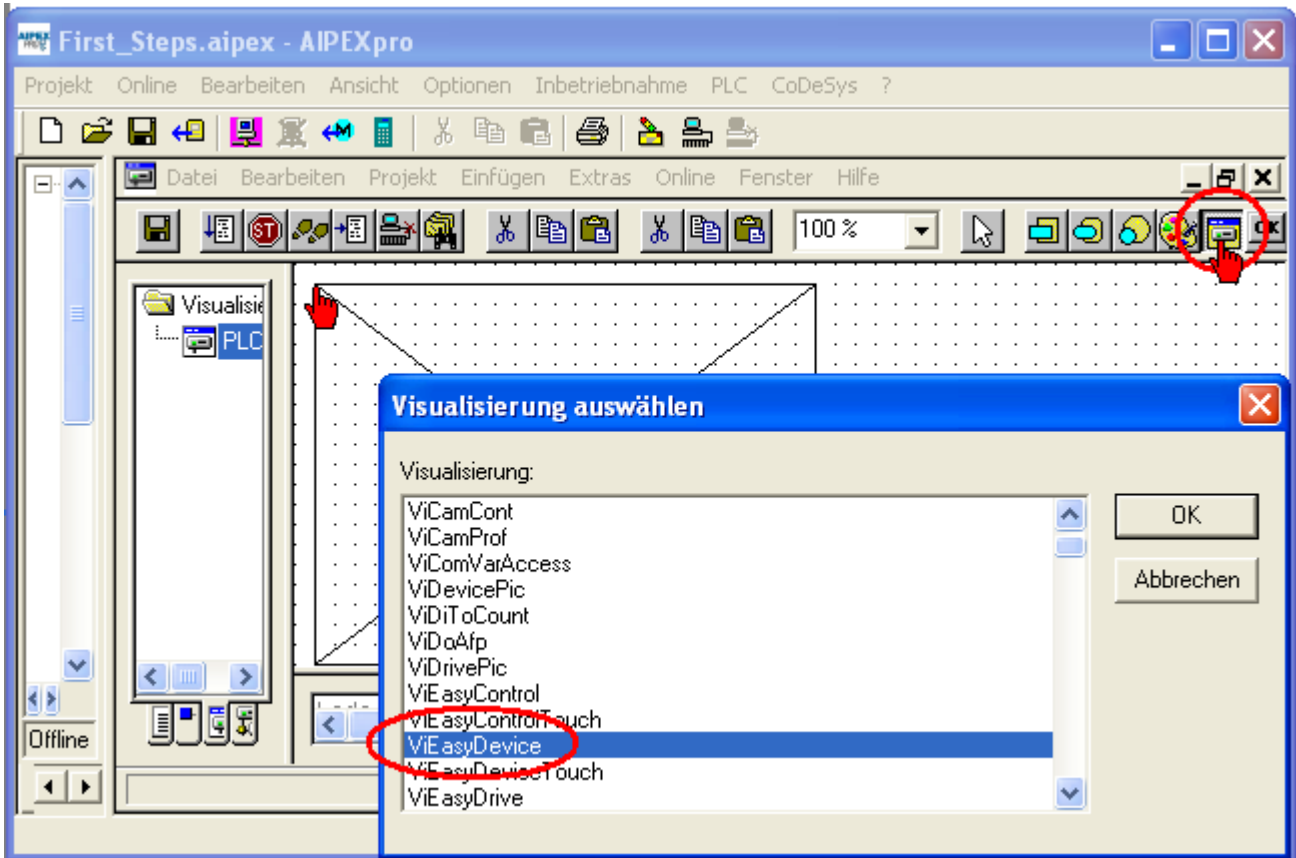 First_Steps.aipex - AIPEXpro
Projekt Online Bearbeiten Ansicht Optionen Inbetriebnahme PLC CoDeSys ?
Datei Bearbeiten Projekt Einfügen Extras Online Fenster Hilfe
ST 100 % OK
Visualisie
PLC
Visualisierung auswählen
Visualisierung:
ViCamCont
ViCamProf
ViComVarAccess
ViDevicePic
ViDiToCount
ViDoAfp
ViDrivePic
ViEasyControl
ViEasyControlTouch
ViEasyDevice
ViEasyDeviceTouch
ViEasyDrive
OK
Abbrechen
Offline